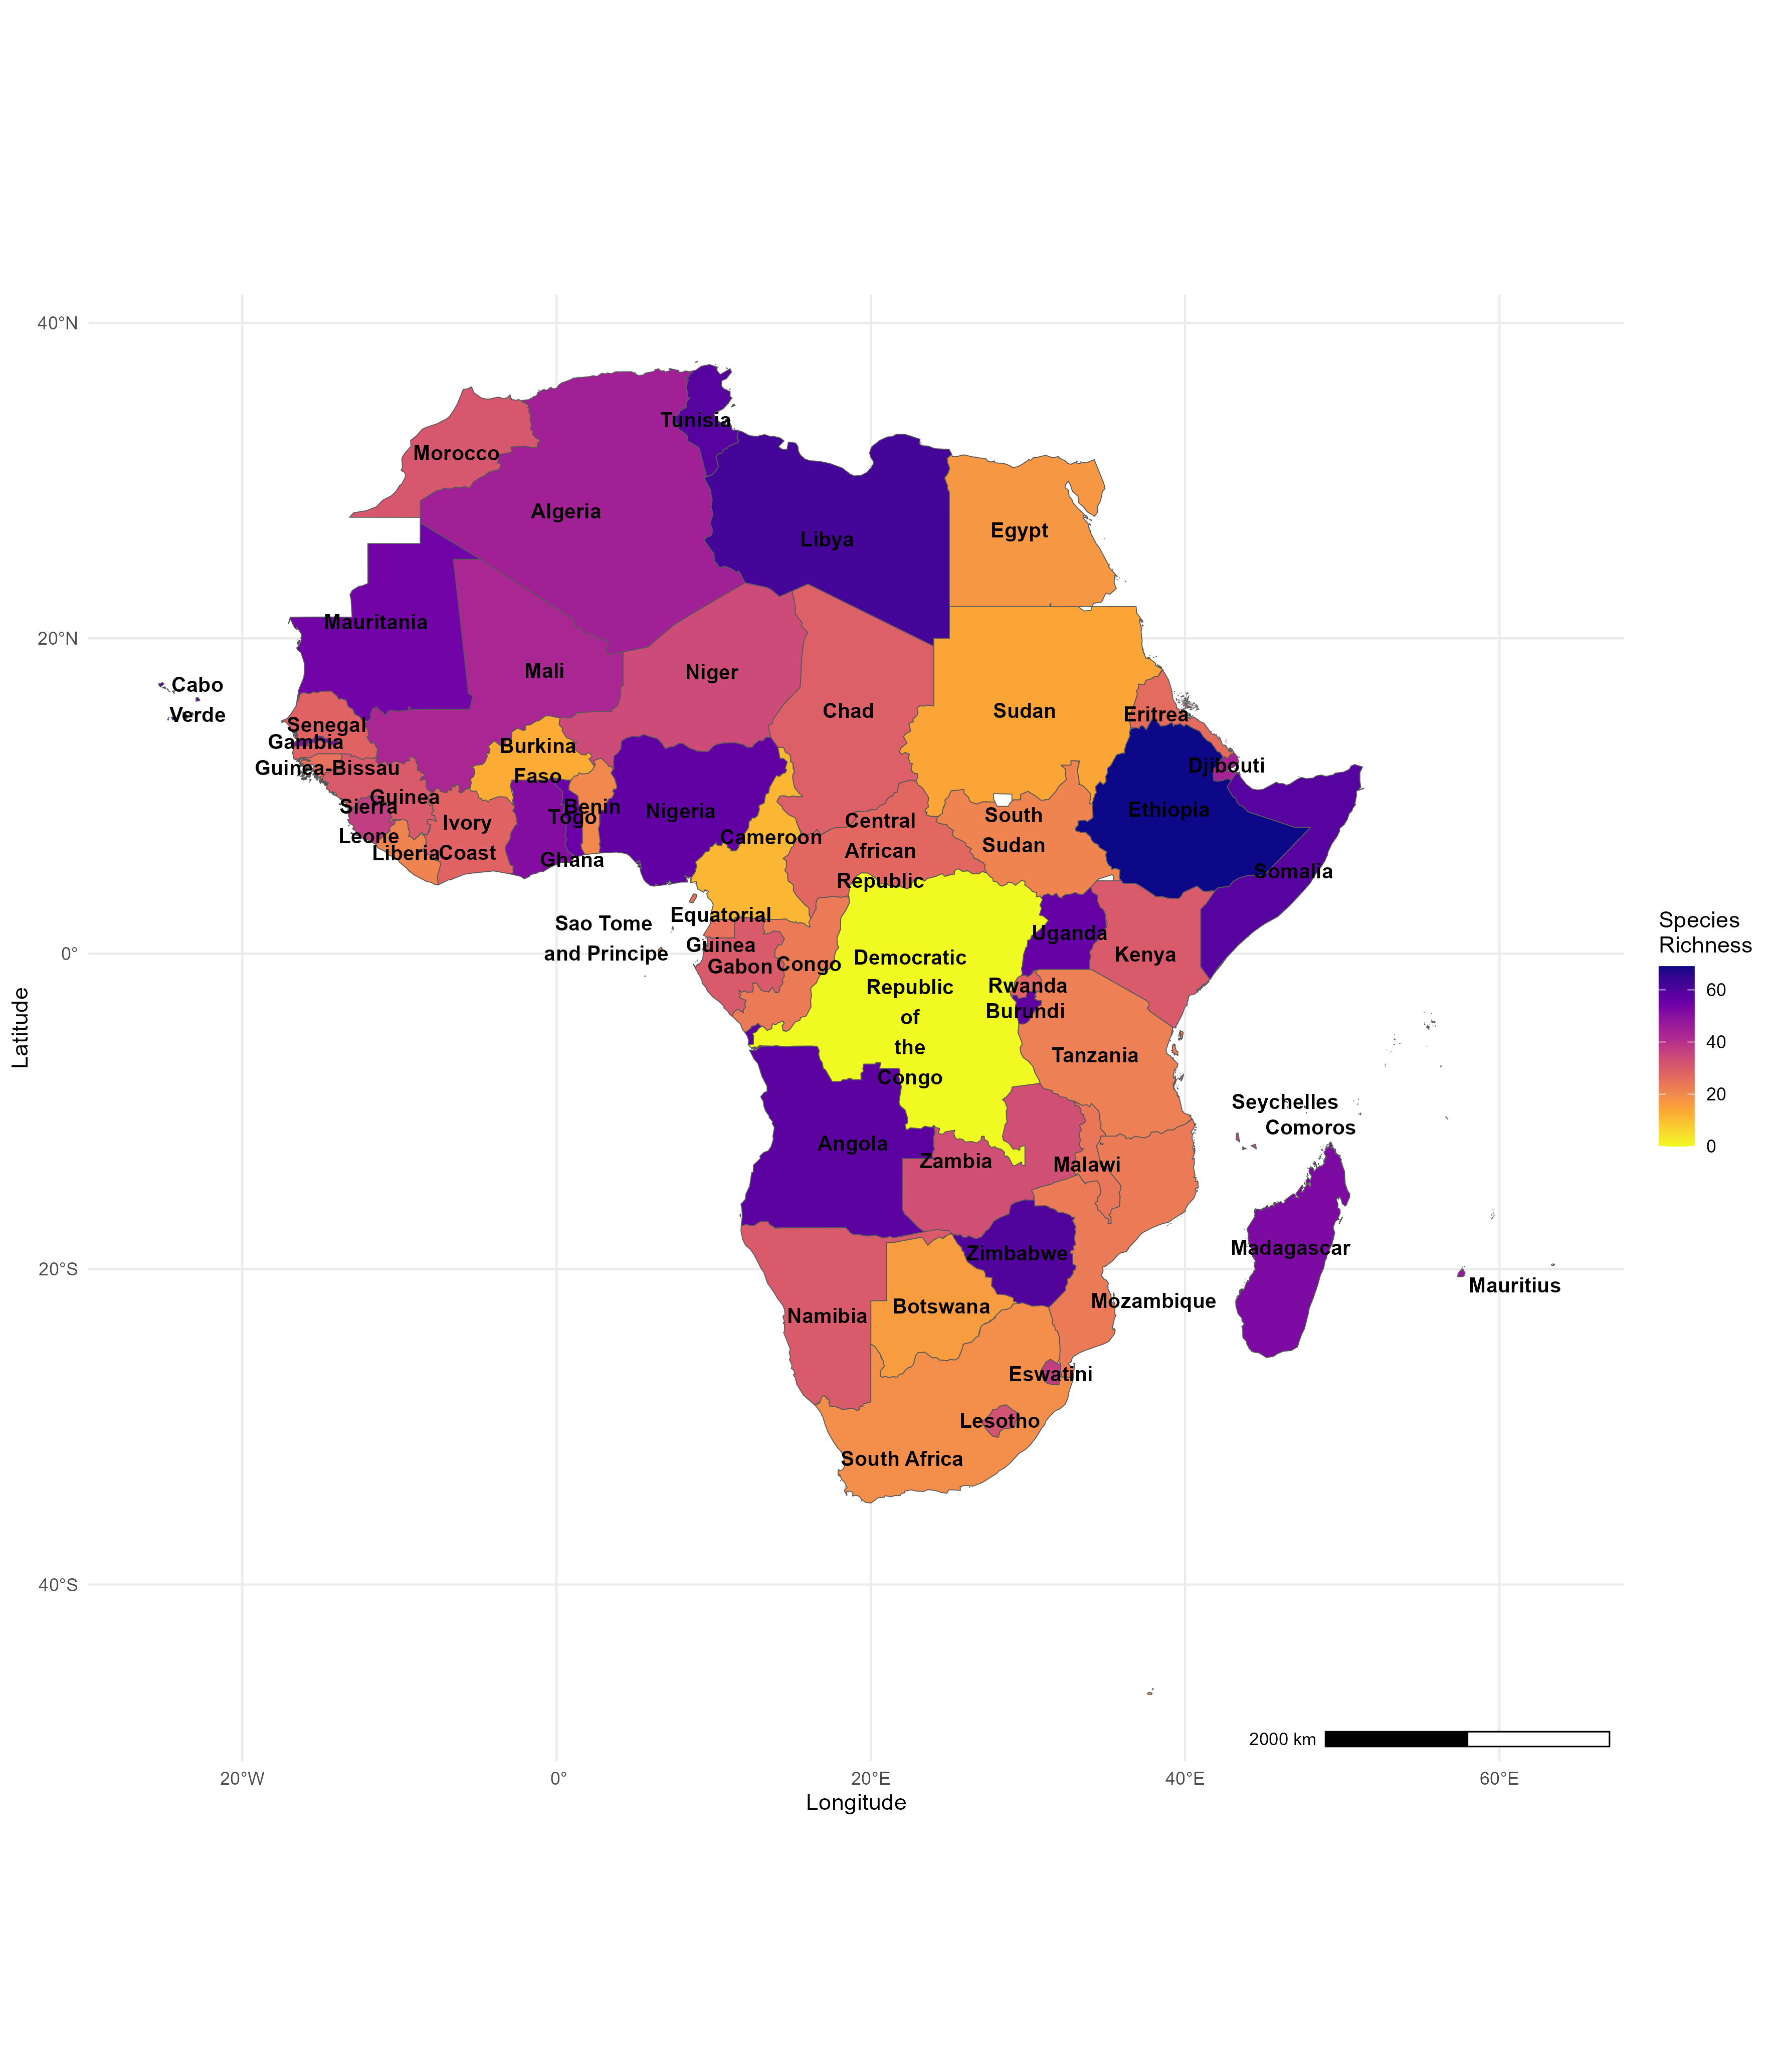 40°N
20°N
0°
20°S
40°S
Latitude
20°W
0°
20°E
40°E
60°E
Longitude
Tunisia
Morocco
Algeria
Libya
Egypt
Mauritania
Mali
Niger
Chad
Sudan
Eritrea
Cabo
Verde
Senegal
Gambia
Guinea-Bissau
Guinea
Sierra
Leone
Liberia
Ivory
Coast
Burkina
Faso
Ghana
Togo
Benin
Nigeria
Cameroon
Central
African
Republic
South
Sudan
Ethiopia
Djibouti
Somalia
Sao Tome
and Principe
Equatorial
Guinea
Gabon
Congo
Democratic
Republic
of
the
Congo
Uganda
Kenya
Rwanda
Burundi
Tanzania
Seychelles
Comoros
Angola
Zambia
Malawi
Zimbabwe
Madagascar
Mauritius
Mozambique
Botswana
Namibia
Eswatini
Lesotho
South Africa
Species
Richness
60
40
20
0
2000 km